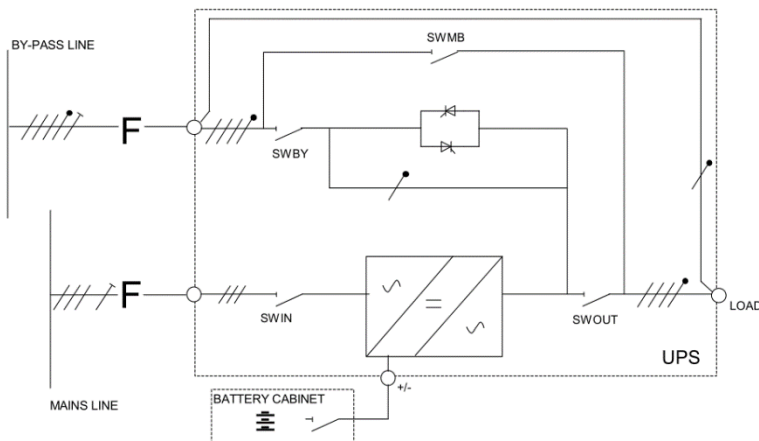 SWMB
BY-PASS LINE
F
SWBY
F
SWIN
SWOUT
LOAD
UPS
+/-
BATTERY CABINET
MAINS LINE